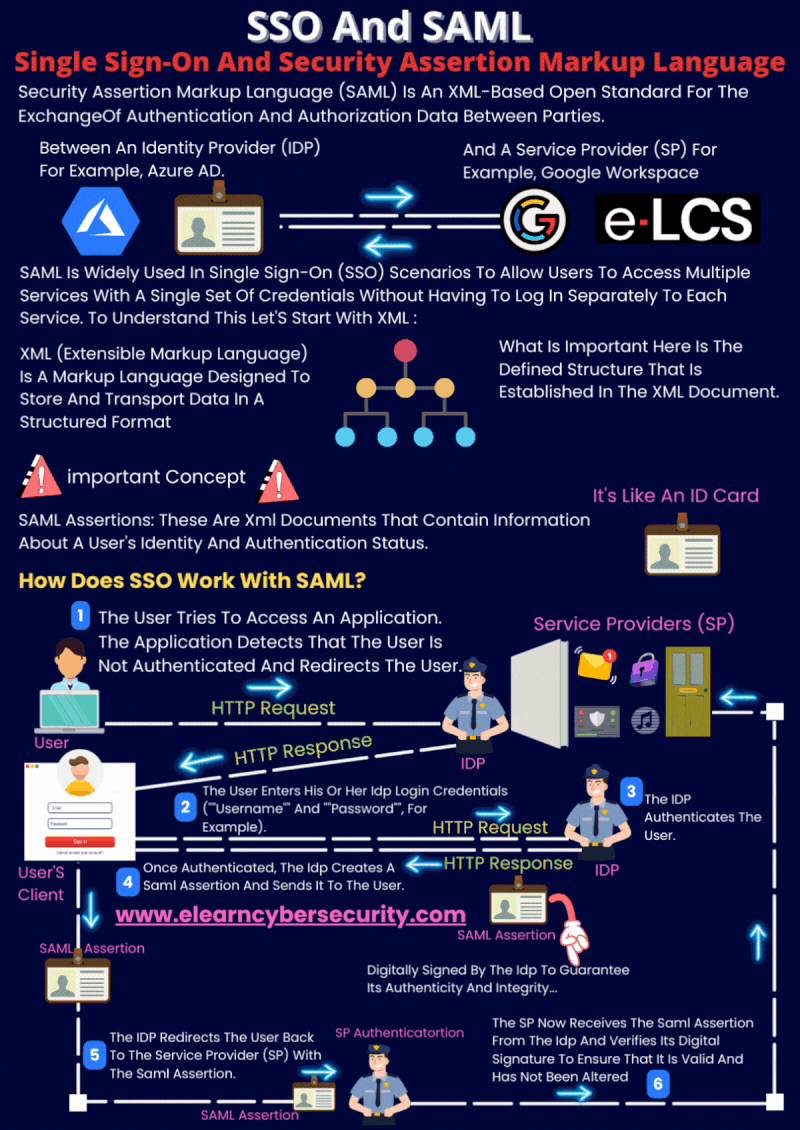 SSO And SAML
Single Sign-On And Security Assertion Markup Language
Security Assertion Markup Language (SAML) Is An XML-Based Open Standard For The
ExchangeOf Authentication And Authorization Data Between Parties.
Between An Identity Provider (IDP)
For Example, Azure AD.
And A Service Provider (SP) For
Example, Google Workspace
G
e-LCS
SAML Is Widely Used In Single Sign-On (SSO) Scenarios To Allow Users To Access Multiple
Services With A Single Set Of Credentials Without Having To Log In Separately To Each
Service. To Understand This Let'S Start With XML :
XML (Extensible Markup Language)
Is A Markup Language Designed To
Store And Transport Data In A
Structured Format
What Is Important Here Is The
Defined Structure That Is
Established In The XML Document.
important Concept
It's Like An ID Card
SAML Assertions: These Are Xml Documents That Contain Information
About A User's Identity And Authentication Status.
How Does SSO Work With SAML?
1
The User Tries To Access An Application.
The Application Detects That The User Is
Not Authenticated And Redirects The User.
Service Providers (SP)
1
HTTP Request
User
HTTP Response
IDP
Email
Password
Sign in
2
The User Enters His Or Her Idp Login Credentials
(""Username"" And ""Password"", For
Example).
HTTP Request
3
The IDP
Authenticates The
User.
HTTP Response
IDP
User'S
Client
4
Once Authenticated, The Idp Creates A
Saml Assertion And Sends It To The User.
www.elearncybersecurity.com
SAML Assertion
SAML Assertion
Digitally Signed By The Idp To Guarantee
Its Authenticity And Integrity...
5
The IDP Redirects The User Back
To The Service Provider (SP) With
The Saml Assertion.
SP Authenticatortion
The SP Now Receives The Saml Assertion
From The Idp And Verifies Its Digital
Signature To Ensure That It Is Valid And
Has Not Been Altered
6
SAML Assertion